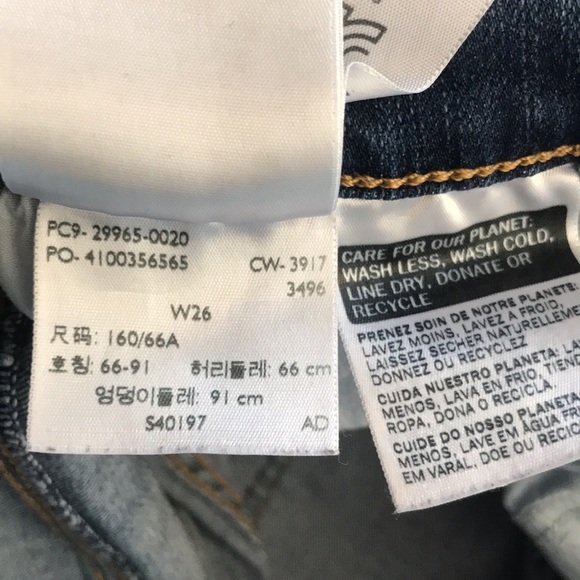 PC9- 29965-0020
PO- 4100356565
CW- 3917
3496
W26
尺码: 160/66A
호칭: 66-91 허리둘레: 66 cm
엉덩이둘레: 91 cm
S40197 AD
CARE FOR OUR PLANET:
WASH LESS, WASH COLD,
LINE DRY, DONATE OR
RECYCLE
PRENEZ SOIN DE NOTRE PLANETE:
LAVEZ MOINS, LAVEZ A FROID,
LAISSEZ SECHER NATURELLEME
DONNEZ OU RECYCLEZ
CUIDA NUESTRO PLANETA: LA
MENOS, LAVA EN FRIO, TIEN
ROPA, DONA O RECICLA.
CUIDE DO NOSSO PLANETA
MENOS, LAVE EM ÁGUA FR
EM VARAL, DOE OU RECIC